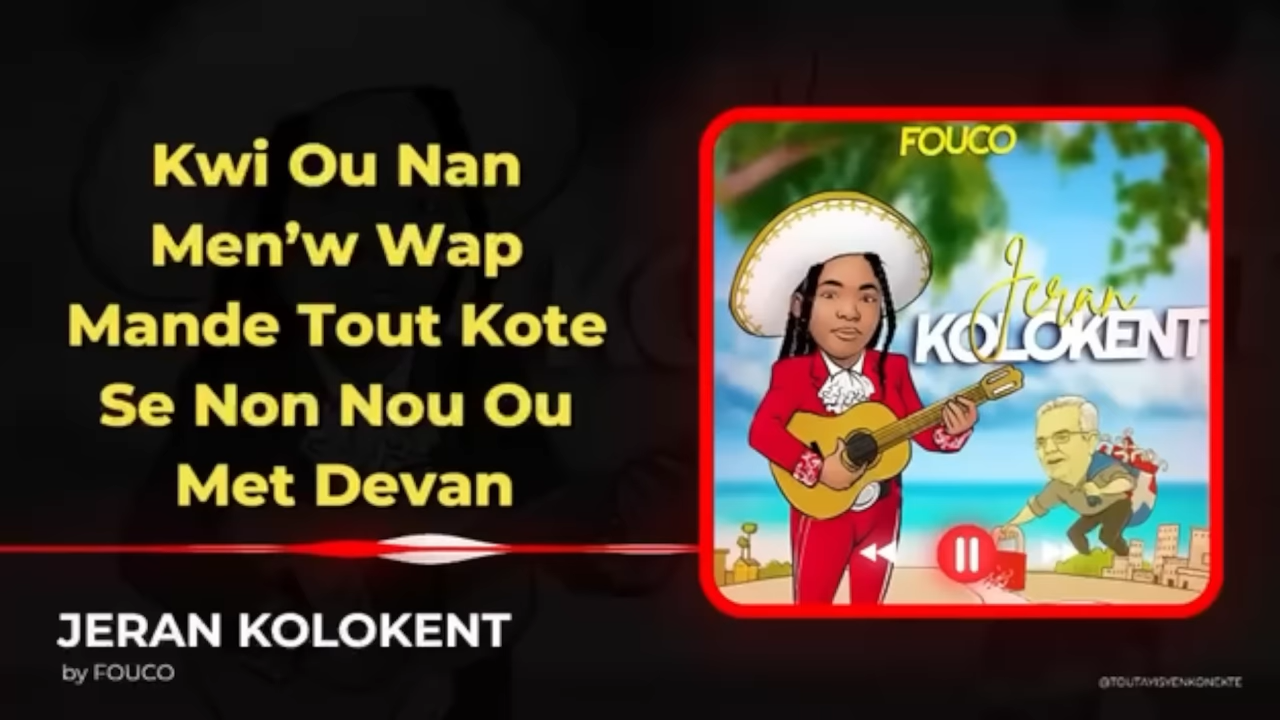 Kwi Ou Nan
Men’w Wap
Mande Tout Kote
Se Non Nou Ou
Met Devan
FOUCO
Jeran
KOLOKENT
JERAN KOLOKENT
by FOUCO
@TOUTAYISYENKONEKTE